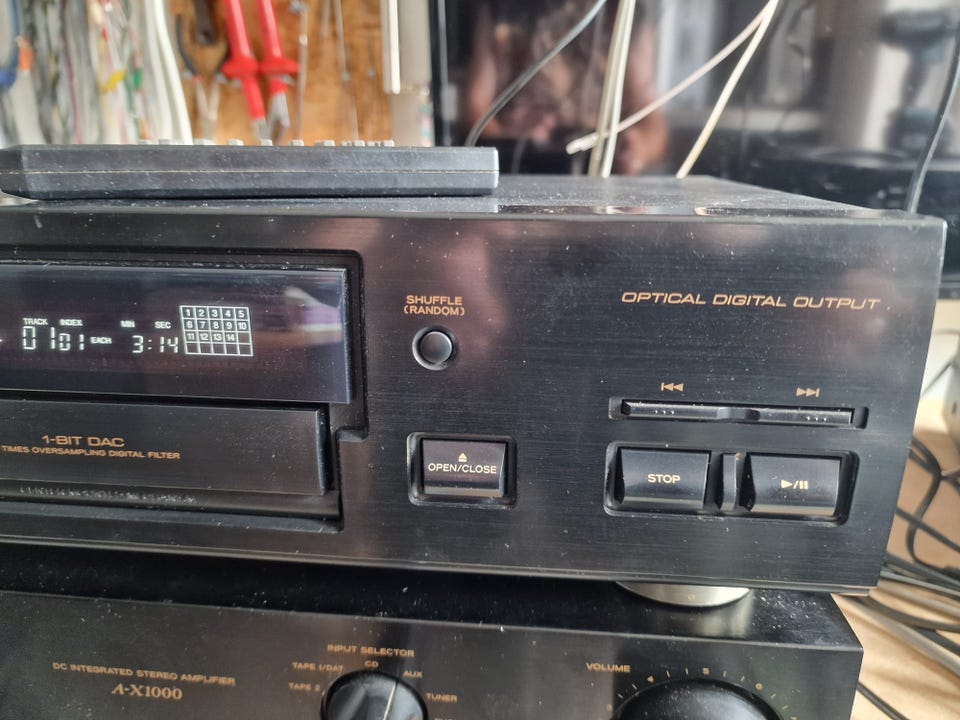 SHUFFLE
(RANDOM)
OPTICAL DIGITAL OUTPUT
TRACK INDEX MIN SEC
01 01 EACH 3:14
1 2 3 4 5
6 7 8 9 10
11 12 13 14
1-BIT DAC
TIMES OVERSAMPLING DIGITAL FILTER
OPEN/CLOSE
STOP
INPUT SELECTOR
CD
TAPE 1/DAT
AUX
TAPE 2
TUNER
DC INTEGRATED STEREO AMPLIFIER
A-X1000
VOLUME
5
6